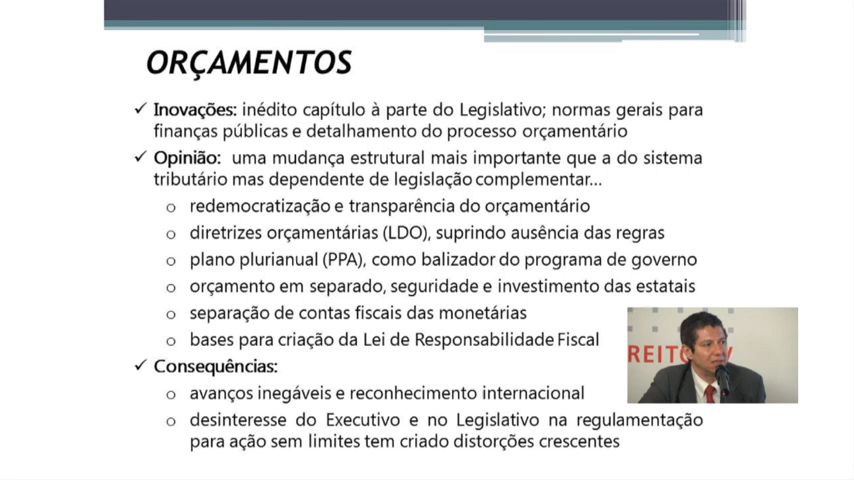 ORÇAMENTOS
✓ Inovações: inédito capítulo à parte do Legislativo; normas gerais para
finanças públicas e detalhamento do processo orçamentário
✓ Opinião: uma mudança estrutural mais importante que a do sistema
tributário mas dependente de legislação complementar...
o redemocratização e transparência do orçamentário
o diretrizes orçamentárias (LDO), suprindo ausência das regras
o plano plurianual (PPA), como balizador do programa de governo
o orçamento em separado, seguridade e investimento das estatais
o separação de contas fiscais das monetárias
o bases para criação da Lei de Responsabilidade Fiscal
✓ Consequências:
o avanços inegáveis e reconhecimento internacional
o desinteresse do Executivo e no Legislativo na regulamentação
para ação sem limites tem criado distorções crescentes